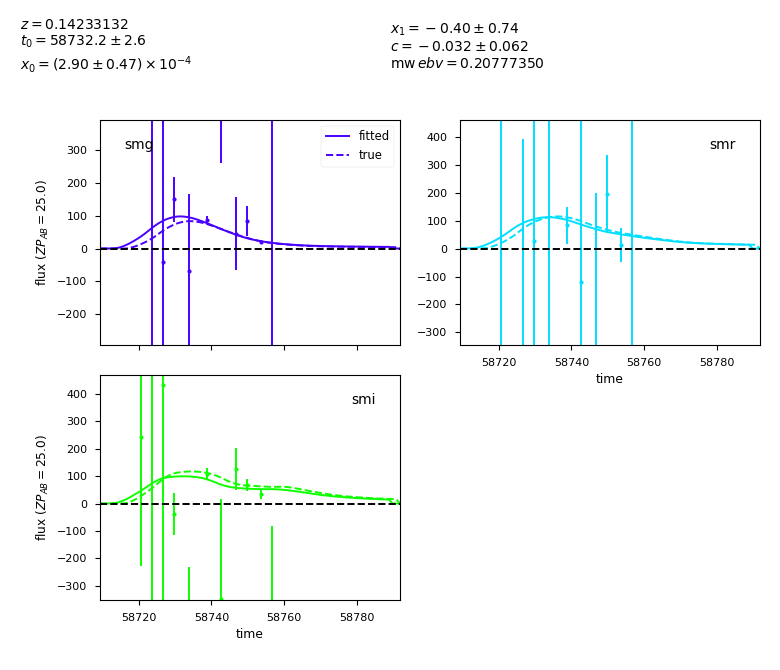 z = 0.14233132
t₀ = 58732.2 ± 2.6
x₀ = (2.90 ± 0.47) × 10⁻⁴
x₁ = −0.40 ± 0.74
c = −0.032 ± 0.062
mw ebv = 0.20777350
smg
fitted
true
300
200
100
0
−100
−200
flux (ZP_AB = 25.0)
smr
400
300
200
100
0
−100
−200
−300
58720 58740 58760 58780
time
smi
400
300
200
100
0
−100
−200
−300
flux (ZP_AB = 25.0)
58720 58740 58760 58780
time